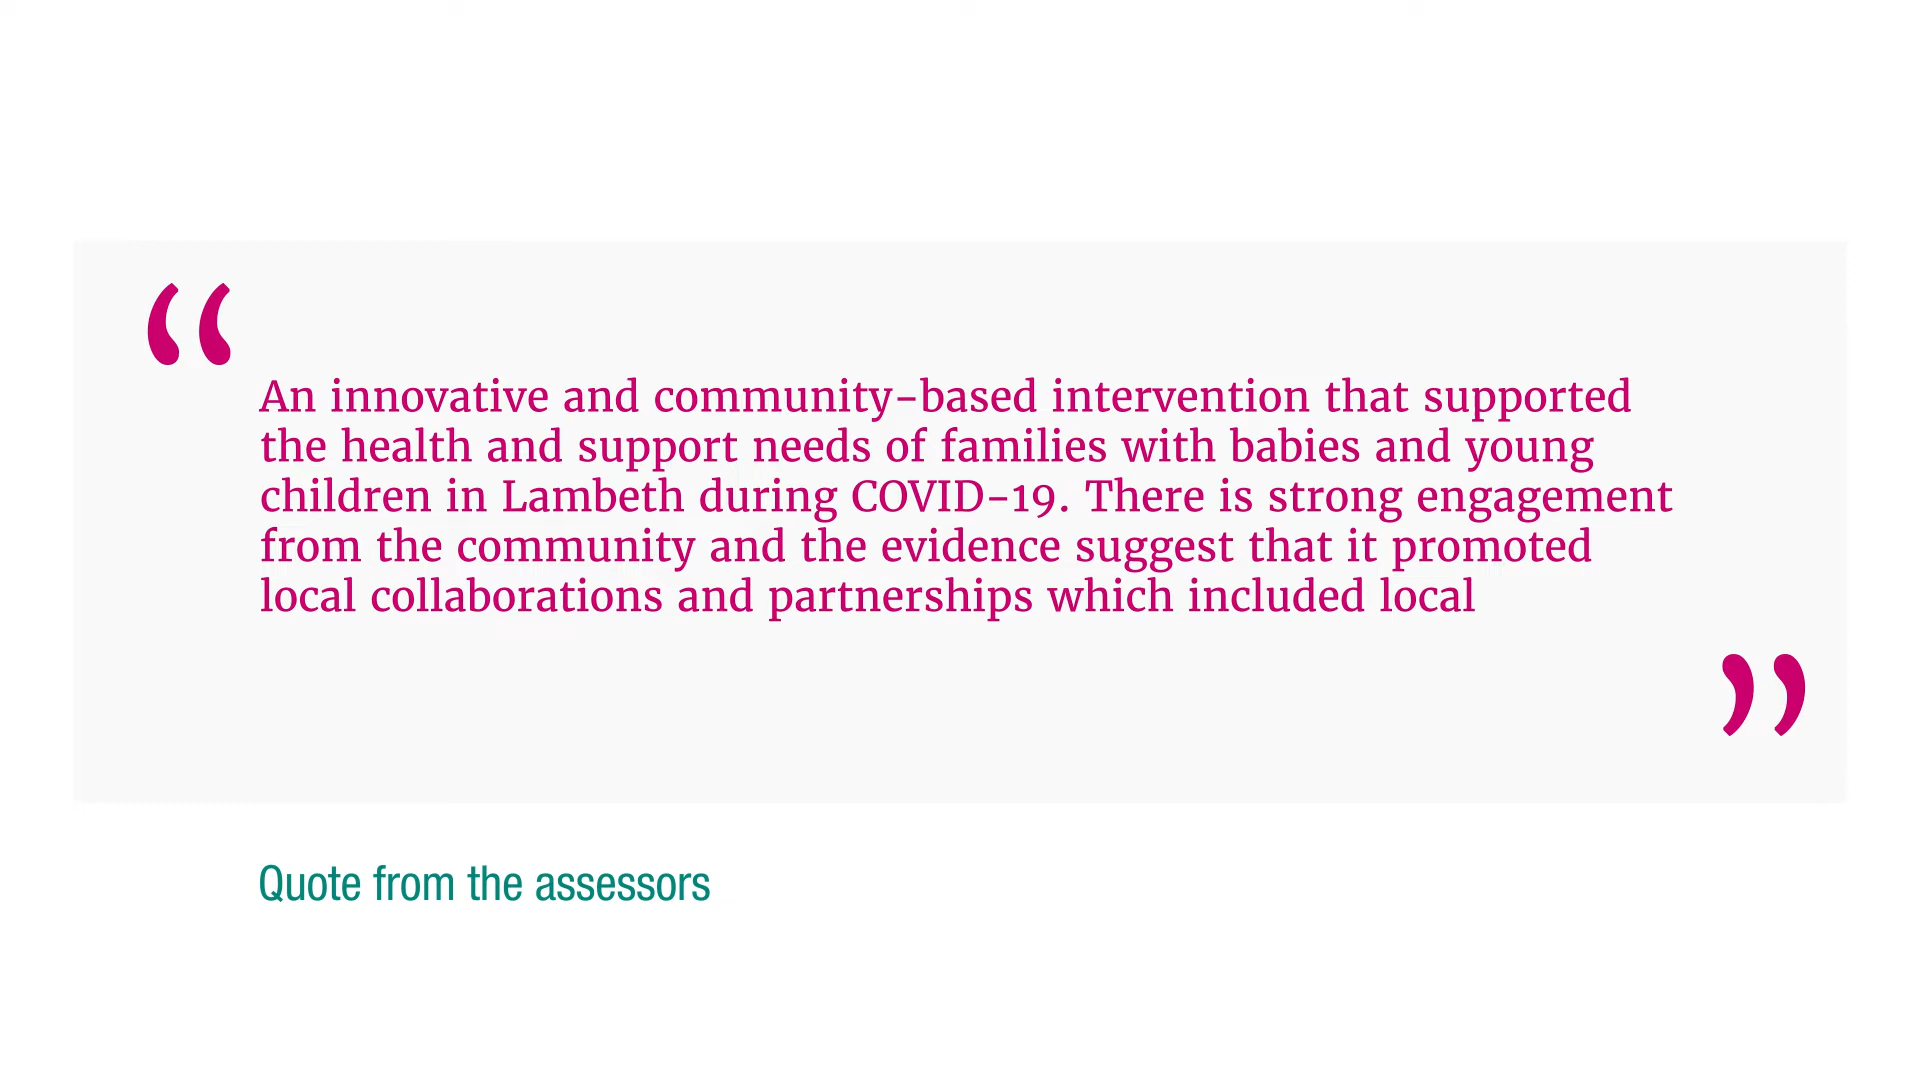 “
An innovative and community-based intervention that supported
the health and support needs of families with babies and young
children in Lambeth during COVID-19. There is strong engagement
from the community and the evidence suggest that it promoted
local collaborations and partnerships which included local
”
Quote from the assessors